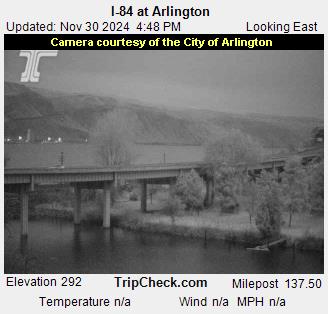 I-84 at Arlington
Updated: Nov 30 2024 4:48 PM Looking East
Camera courtesy of the City of Arlington
Elevation 292 TripCheck.com Milepost 137.50
Temperature n/a Wind n/a MPH n/a